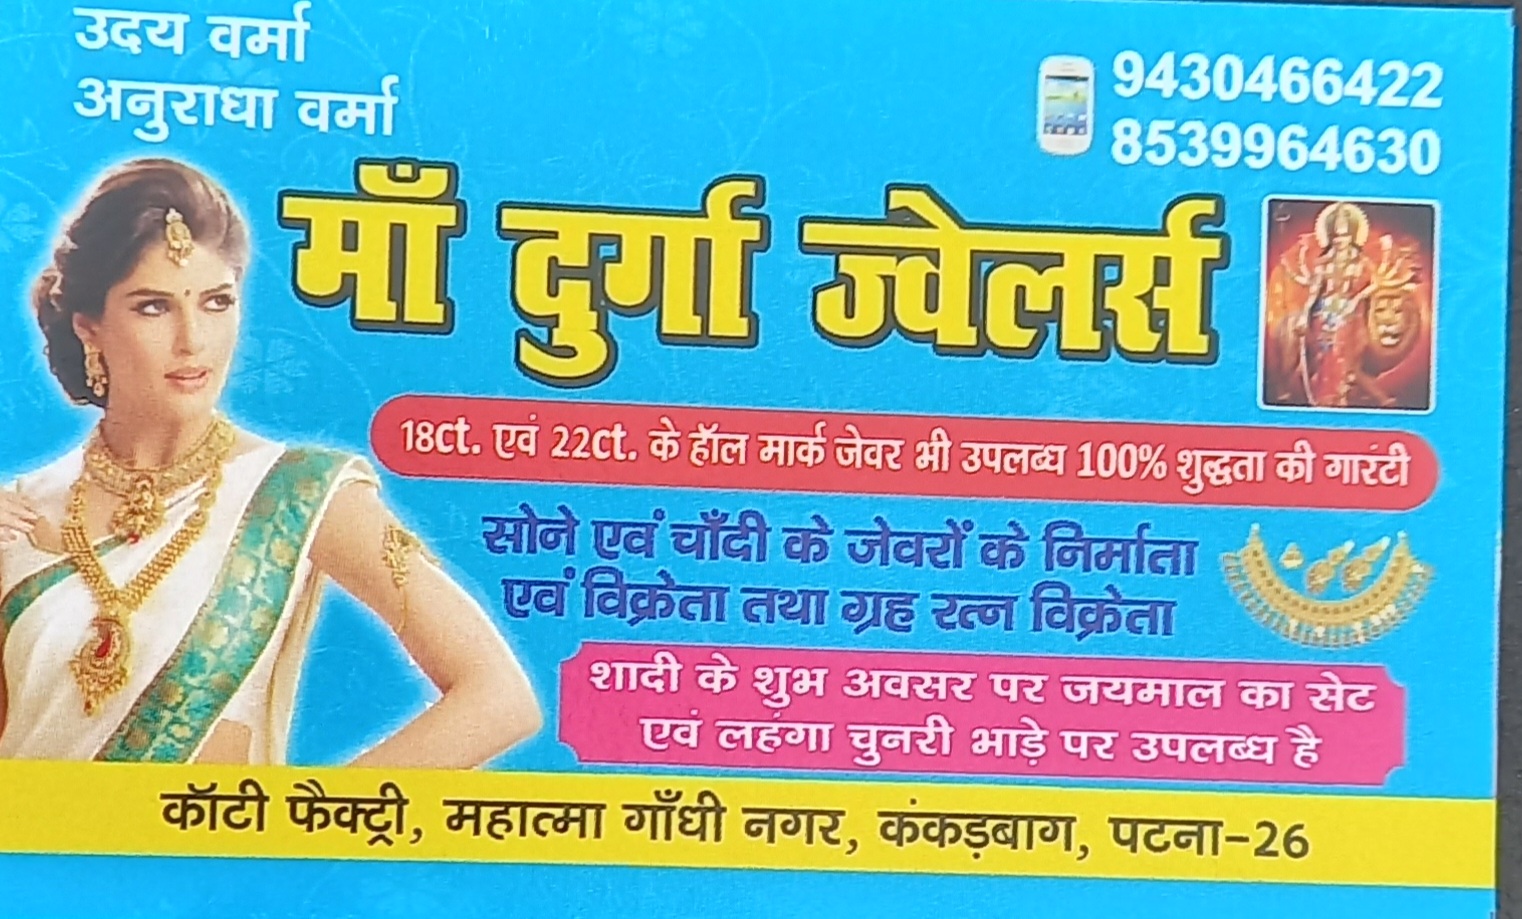 उदय वर्मा
अनुराधा वर्मा
9430466422
8539964630
माँ दुर्गा ज्वेलर्स
18ct. एवं 22ct. के हॅाल मार्क जेवर भी उपलब्ध 100% शुद्धता की गारंटी
सोने एवं चाँदी के जेवरों के निर्माता
एवं विक्रेता तथा ग्रह रत्न विक्रेता
शादी के शुभ अवसर पर जयमाल का सेट
एवं लहंगा चुनरी भाड़े पर उपलब्ध है
कॉटी फैक्ट्री, महात्मा गाँधी नगर, कंकड़बाग, पटना-26